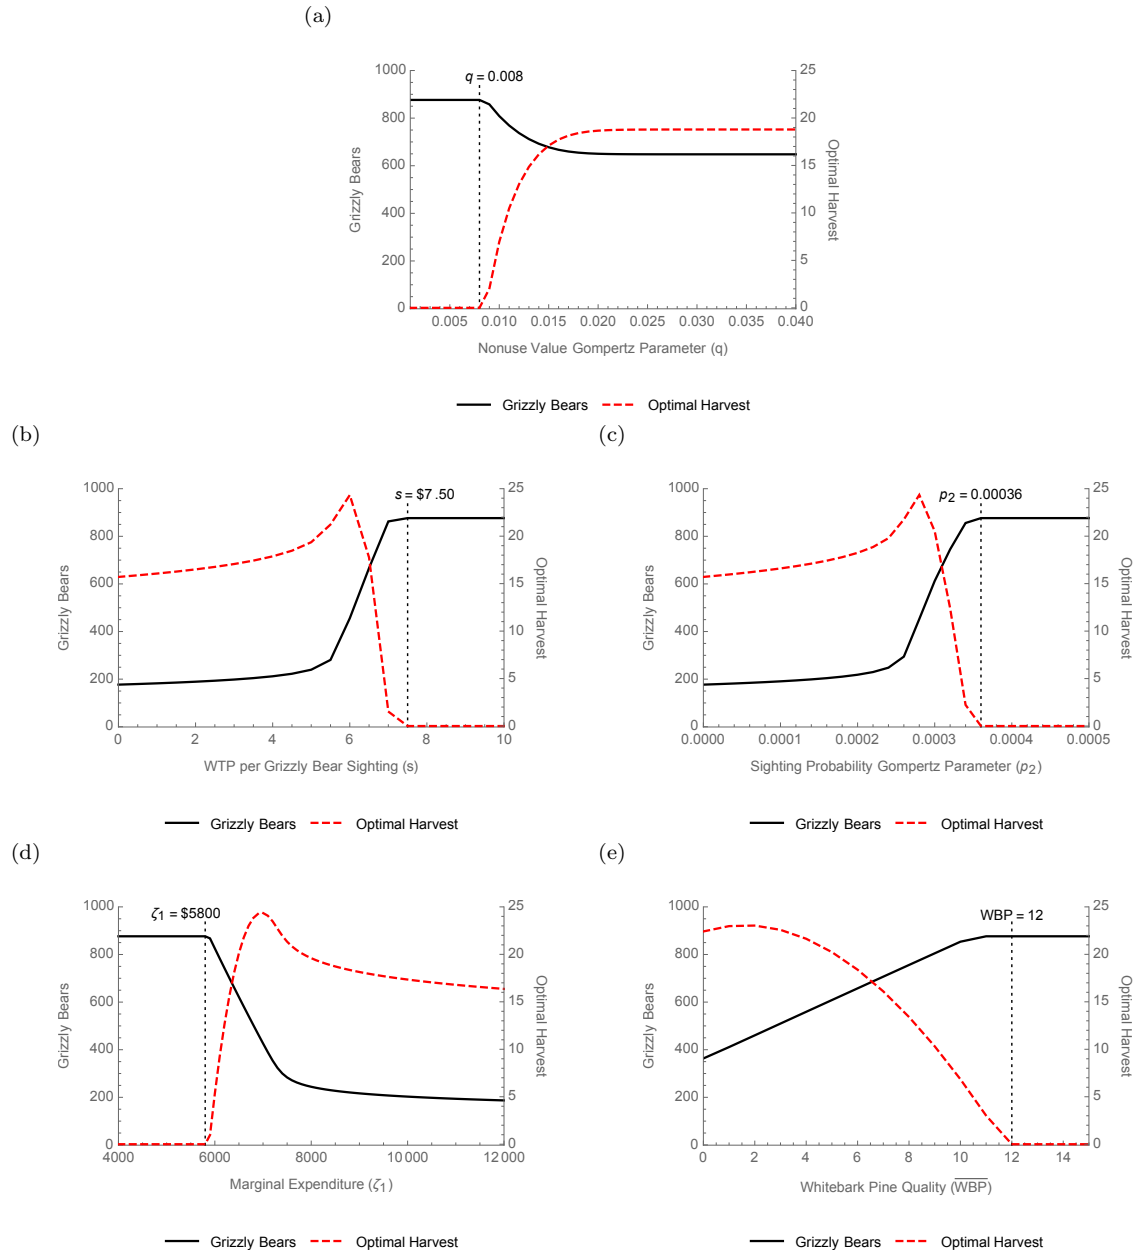 (a)
q = 0.008
1000
800
600
400
200
0
25
20
15
10
5
0
Grizzly Bears
Optimal Harvest
0.005 0.010 0.015 0.020 0.025 0.030 0.035 0.040
Nonuse Value Gompertz Parameter (q)
Grizzly Bears Optimal Harvest
(b)
s = $7.50
1000
800
600
400
200
0
25
20
15
10
5
0
Grizzly Bears
Optimal Harvest
0 2 4 6 8 10
WTP per Grizzly Bear Sighting (s)
Grizzly Bears Optimal Harvest
(c)
p₂ = 0.00036
1000
800
600
400
200
0
25
20
15
10
5
0
Grizzly Bears
Optimal Harvest
0.0000 0.0001 0.0002 0.0003 0.0004 0.0005
Sighting Probability Gompertz Parameter (p₂)
Grizzly Bears Optimal Harvest
(d)
ζ₁ = $5800
1000
800
600
400
200
0
25
20
15
10
5
0
Grizzly Bears
Optimal Harvest
4000 6000 8000 10 000 12 000
Marginal Expenditure (ζ₁)
Grizzly Bears Optimal Harvest
(e)
WBP = 12
1000
800
600
400
200
0
25
20
15
10
5
0
Grizzly Bears
Optimal Harvest
0 2 4 6 8 10 12 14
Whitebark Pine Quality (W̅B̅P̅)
Grizzly Bears Optimal Harvest